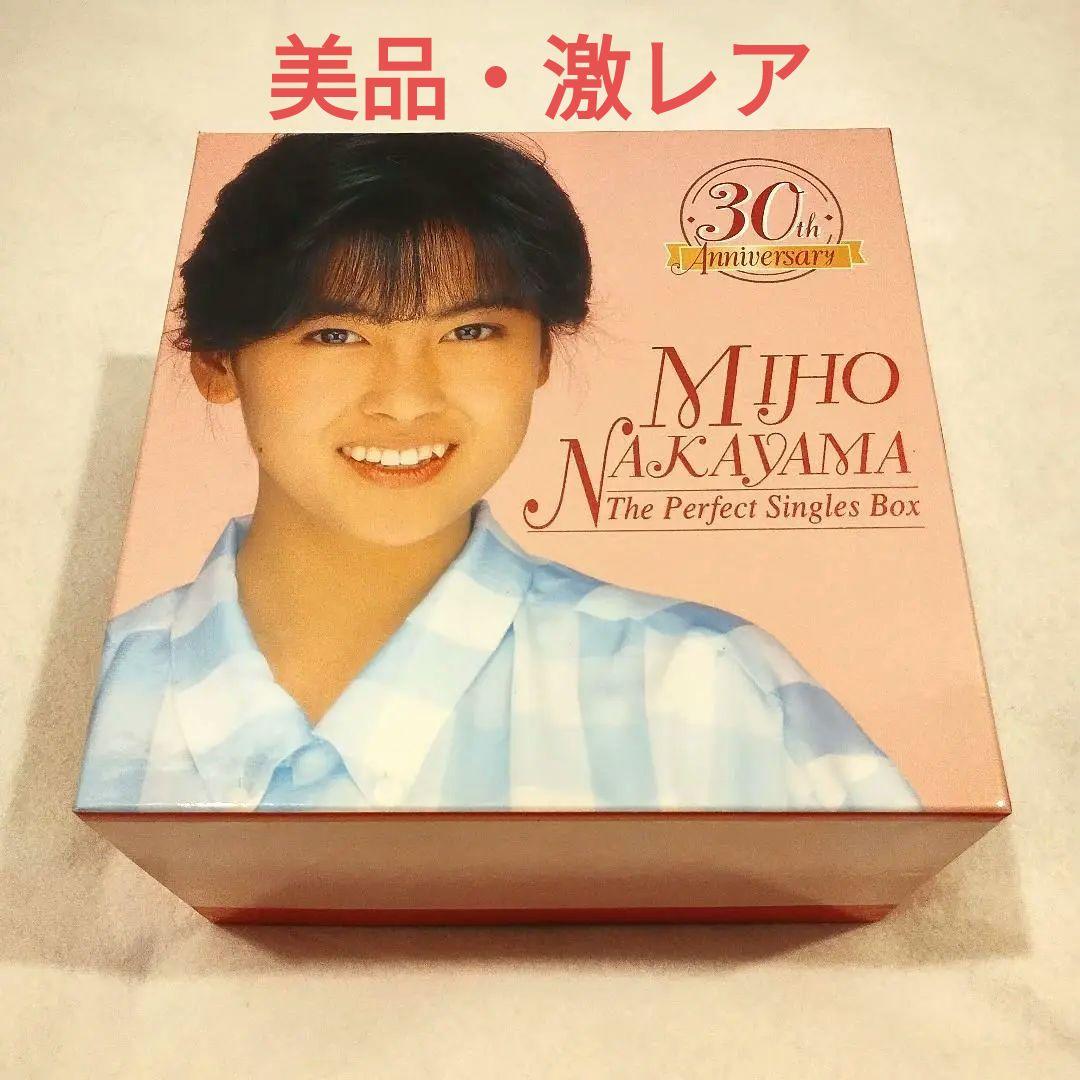 美品・激レア
30th
Anniversary
MIHO
NAKAYAMA
The Perfect Singles Box